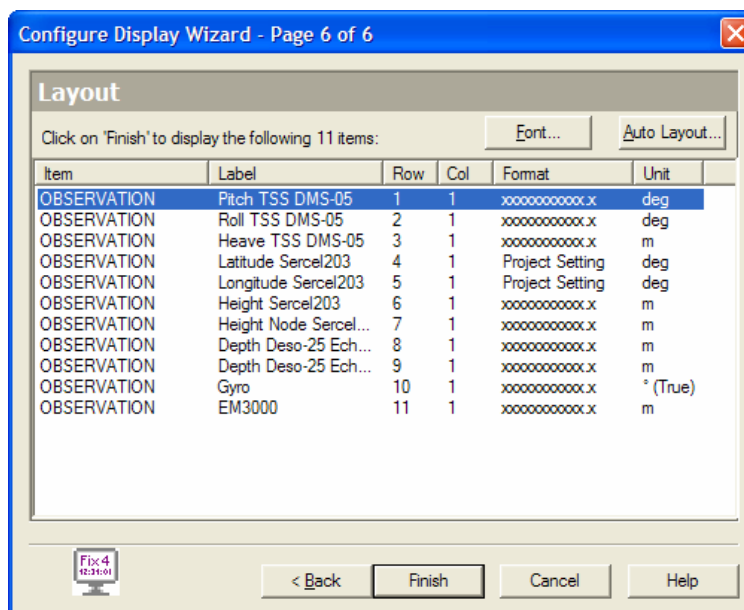 Configure Display Wizard - Page 6 of 6
Layout
Click on 'Finish' to display the following 11 items:
Font...
Auto Layout...
Item Label Row Col Format Unit
OBSERVATION Pitch TSS DMS-05 1 1 xxxxxxxxxxx.x deg
OBSERVATION Roll TSS DMS-05 2 1 xxxxxxxxxxx.x deg
OBSERVATION Heave TSS DMS-05 3 1 xxxxxxxxxxx.x m
OBSERVATION Latitude Sercel203 4 1 Project Setting deg
OBSERVATION Longitude Sercel203 5 1 Project Setting deg
OBSERVATION Height Sercel203 6 1 xxxxxxxxxxx.x m
OBSERVATION Height Node Sercel... 7 1 xxxxxxxxxxx.x m
OBSERVATION Depth Deso-25 Ech... 8 1 xxxxxxxxxxx.x m
OBSERVATION Depth Deso-25 Ech... 9 1 xxxxxxxxxxx.x m
OBSERVATION Gyro 10 1 xxxxxxxxxxx.x ° (True)
OBSERVATION EM3000 11 1 xxxxxxxxxxx.x m
Fix4
12:34:01
< Back
Finish
Cancel
Help